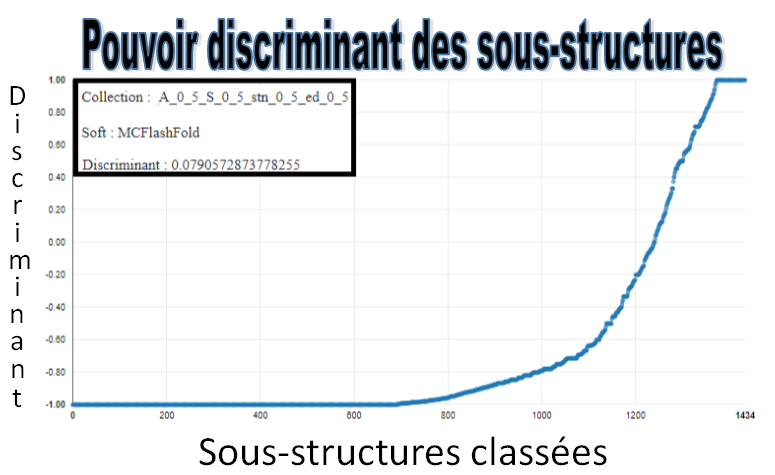 Pouvoir discriminant des sous-structures
Discriminant
1.00
0.80
0.60
0.40
0.20
0.00
-0.20
-0.40
-0.60
-0.80
-1.00
Collection : A_0_5_S_0_5_stn_0_5_ed_0_5
Soft : MCFlashFold
Discriminant : 0.0790572873778255
0 200 400 600 800 1000 1200 1434
Sous-structures classées